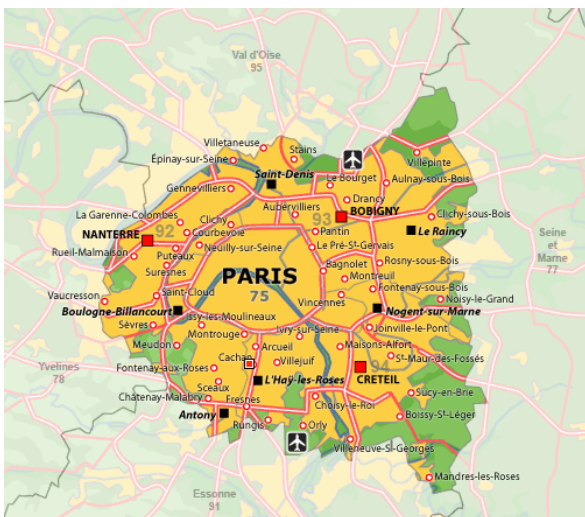 Val d'Oise
95
Villetaneuse
Stains
Épinay-sur-Seine
Villepinte
Saint-Denis
Le Bourget
Aulnay-sous-Bois
Gennevilliers
Drancy
Aubervilliers
BOBIGNY
La Garenne-Colombes
Clichy
93
Clichy-sous-Bois
92
Courbevoie
Pantin
Le Raincy
NANTERRE
Neuilly-sur-Seine
Le Pré-St-Gervais
Seine
et
Marne
77
Rueil-Malmaison
Puteaux
Bagnolet
Rosny-sous-Bois
Suresnes
PARIS
Montreuil
75
Fontenay-sous-Bois
Vaucresson
Saint-Cloud
Vincennes
Noisy-le-Grand
Boulogne-Billancourt
Nogent-sur-Marne
Issy-les-Moulineaux
Sèvres
Ivry-sur-Seine
Joinville-le-Pont
Montrouge
Meudon
Arcueil
Maisons-Alfort
Cachan
Villejuif
St-Maur-des-Fossés
Yvelines
78
Fontenay-aux-Roses
94
CRETEIL
Sceaux
L'Haÿ-les-Roses
Sucy-en-Brie
Châtenay-Malabry
Fresnes
Choisy-le-Roi
Antony
Boissy-St-Léger
Rungis
Orly
Villeneuve-St-Georges
Mandres-les-Roses
Essonne
91